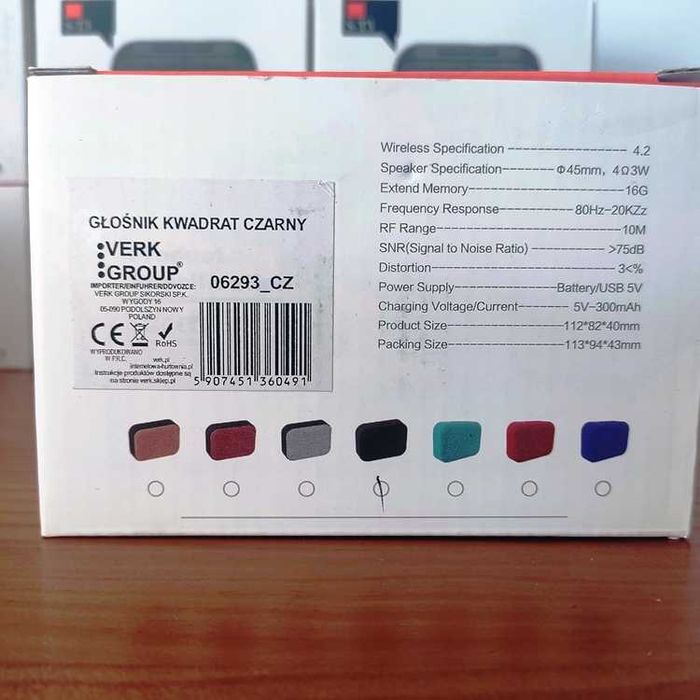 GŁOŚNIK KWADRAT CZARNY
VERK
GROUP®
06293_CZ
IMPORTER/EINFUHRER/DOVOZCE:
VERK GROUP SIKORSKI SP.K.
WYGODY 16
05-090 PODOLSZYN NOWY
POLAND
CE
RoHS
WYPRODUKOWANO
W P.R.C.
verk.pl
internetowa-hurtownia.pl
Instrukcje produktów dostępne są
na stronie verk.sklep.pl
5 907451 360491
Wireless Specification 4.2
Speaker Specification Φ45mm, 4Ω3W
Extend Memory 16G
Frequency Response 80Hz-20KZz
RF Range 10M
SNR(Signal to Noise Ratio) >75dB
Distortion 3<%
Power Supply Battery/USB 5V
Charging Voltage/Current 5V-300mAh
Product Size 112*82*40mm
Packing Size 113*94*43mm